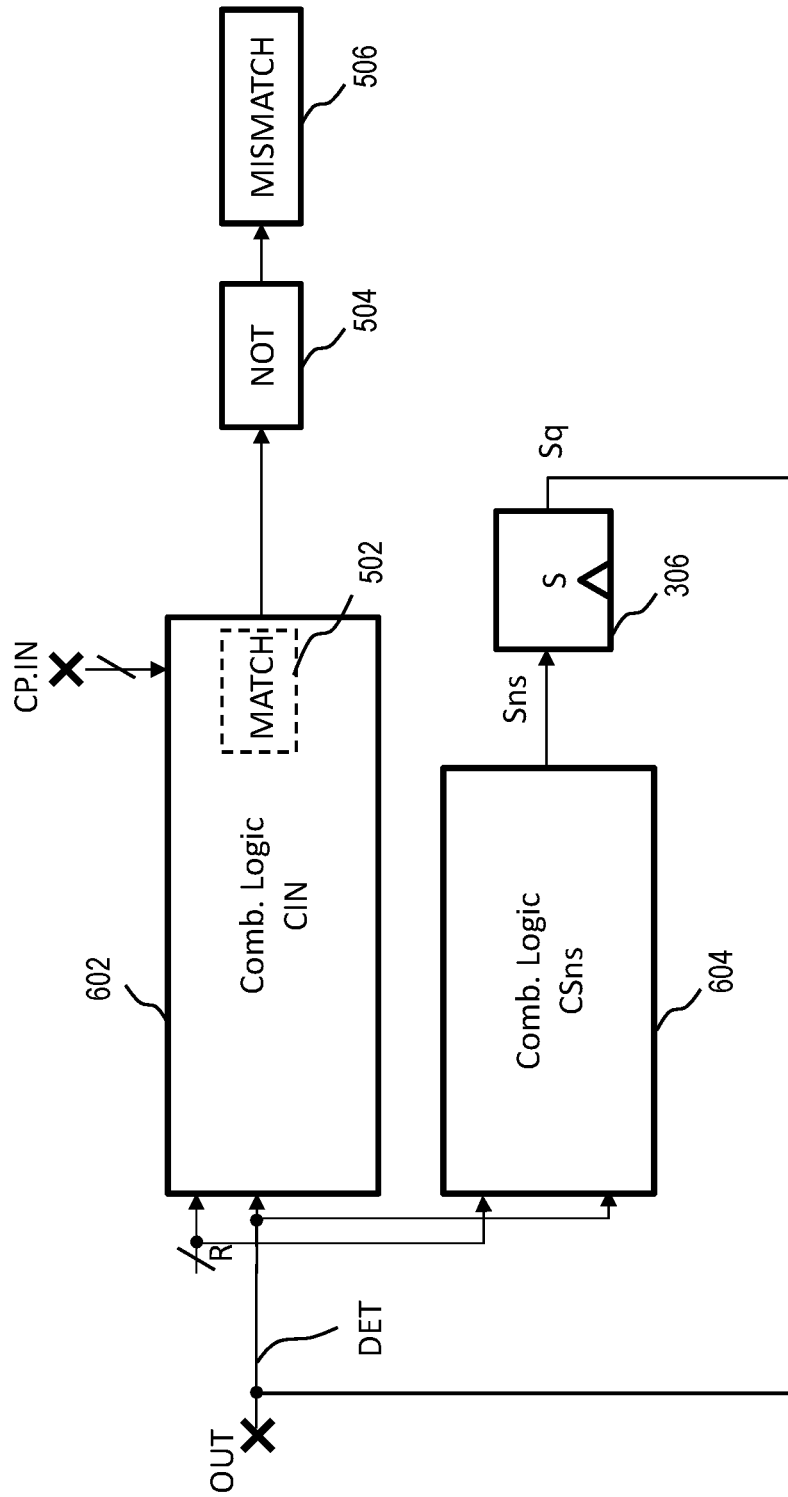 OUT
DET
R
602
Comb. Logic
CIN
MATCH
502
CP.IN
NOT
504
MISMATCH
506
Comb. Logic
CSns
604
Sns
S
306
Sq